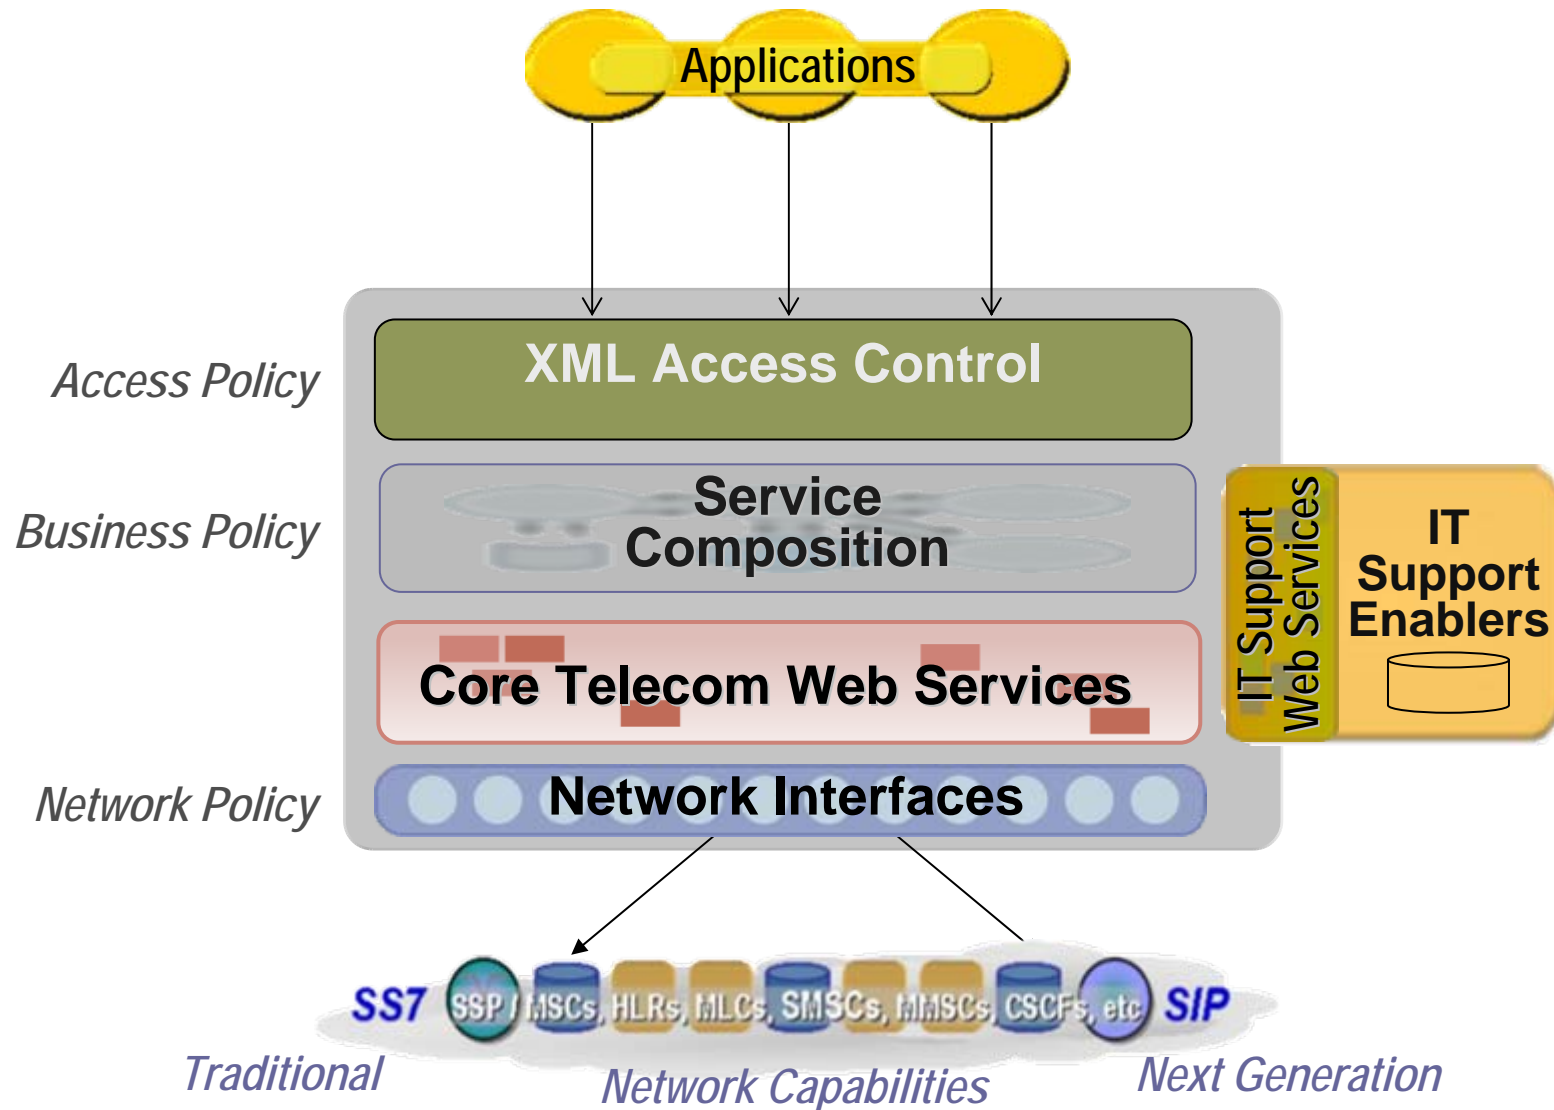 Applications
XML Access Control
Access Policy
Service
Composition
Business Policy
IT Support
Web Services
IT
Support
Enablers
Core Telecom Web Services
Network Interfaces
Network Policy
SS7
SSP / MSCs, HLRs, MLCs, SMSCs, MMSCs, CSCFs, etc
SIP
Traditional
Network Capabilities
Next Generation